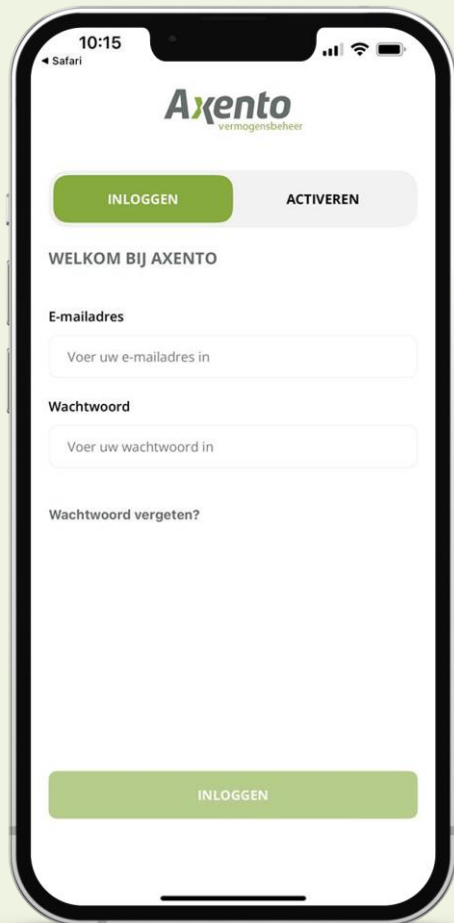 10:15
◀ Safari
Axento
vermogensbeheer
INLOGGEN
ACTIVEREN
WELKOM BIJ AXENTO
E-mailadres
Voer uw e-mailadres in
Wachtwoord
Voer uw wachtwoord in
Wachtwoord vergeten?
INLOGGEN